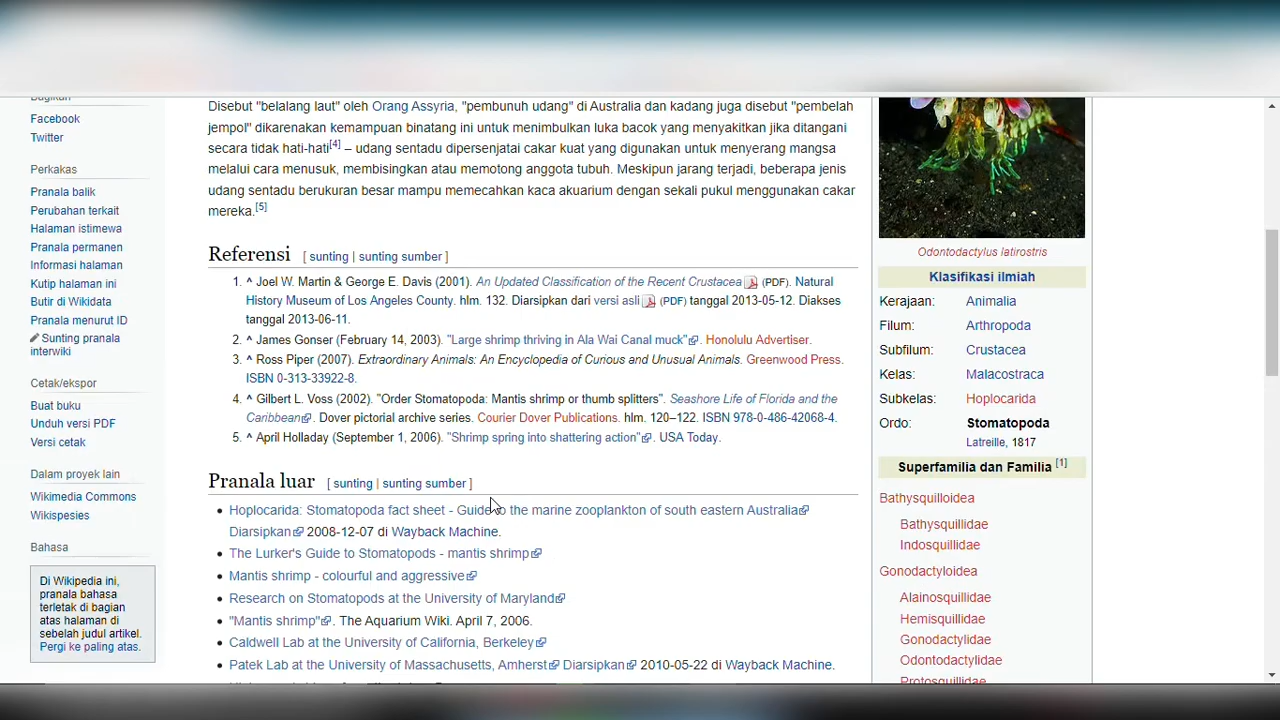 Bagikan
Facebook
Twitter
Perkakas
Pranala balik
Perubahan terkait
Halaman istimewa
Pranala permanen
Informasi halaman
Kutip halaman ini
Butir di Wikidata
Pranala menurut ID
Sunting pranala
interwiki
Cetak/ekspor
Buat buku
Unduh versi PDF
Versi cetak
Dalam proyek lain
Wikimedia Commons
Wikispesies
Bahasa
Di Wikipedia ini,
pranala bahasa
terletak di bagian
atas halaman di
seberah judul artikel.
Pergi ke paling atas.
Disebut "belalang laut" oleh Orang Assyria, "pembunuh udang" di Australia dan kadang juga disebut "pembelah
jempol" dikarenakan kemampuan binatang ini untuk menimbulkan luka bacok yang menyakitkan jika ditangani
secara tidak hati-hati[4] – udang sentadu dipersenjatai cakar kuat yang digunakan untuk menyerang mangsa
melalui cara menusuk, membisingkan atau memotong anggota tubuh. Meskipun jarang terjadi, beberapa jenis
udang sentadu berukuran besar mampu memecahkan kaca akuarium dengan sekali pukul menggunakan cakar
mereka.[5]
Referensi [ sunting | sunting sumber ]
1. ^ Joel W. Martin & George E. Davis (2001). An Updated Classification of the Recent Crustacea (PDF). Natural
History Museum of Los Angeles County. hlm. 132. Diarsipkan dari versi asli (PDF) tanggal 2013-05-12. Diakses
tanggal 2013-06-11.
2. ^ James Gonser (February 14, 2003). "Large shrimp thriving in Ala Wai Canal muck". Honolulu Advertiser.
3. ^ Ross Piper (2007). Extraordinary Animals: An Encyclopedia of Curious and Unusual Animals. Greenwood Press.
ISBN 0-313-33922-8.
4. ^ Gilbert L. Voss (2002). "Order Stomatopoda: Mantis shrimp or thumb splitters". Seashore Life of Florida and the
Caribbean. Dover pictorial archive series. Courier Dover Publications. hlm. 120–122. ISBN 978-0-486-42068-4.
5. ^ April Holladay (September 1, 2006). "Shrimp spring into shattering action". USA Today.
Pranala luar [ sunting | sunting sumber ]
• Hoplocarida: Stomatopoda fact sheet - Guide to the marine zooplankton of south eastern Australia
Diarsipkan 2008-12-07 di Wayback Machine.
• The Lurker's Guide to Stomatopods - mantis shrimp
• Mantis shrimp - colourful and aggressive
• Research on Stomatopods at the University of Maryland
• "Mantis shrimp". The Aquarium Wiki. April 7, 2006.
• Caldwell Lab at the University of California, Berkeley
• Patek Lab at the University of Massachusetts, Amherst Diarsipkan 2010-05-22 di Wayback Machine.
Odontodactylus latirostris
Klasifikasi ilmiah
Kerajaan: Animalia
Filum: Arthropoda
Subfilum: Crustacea
Kelas: Malacostraca
Subkelas: Hoplocarida
Ordo: Stomatopoda
Latreille, 1817
Superfamilia dan Familia [1]
Bathysquilloidea
Bathysquillidae
Indosquillidae
Gonodactyloidea
Alainosquillidae
Hemisquillidae
Gonodactylidae
Odontodactylidae
Protosquillidae